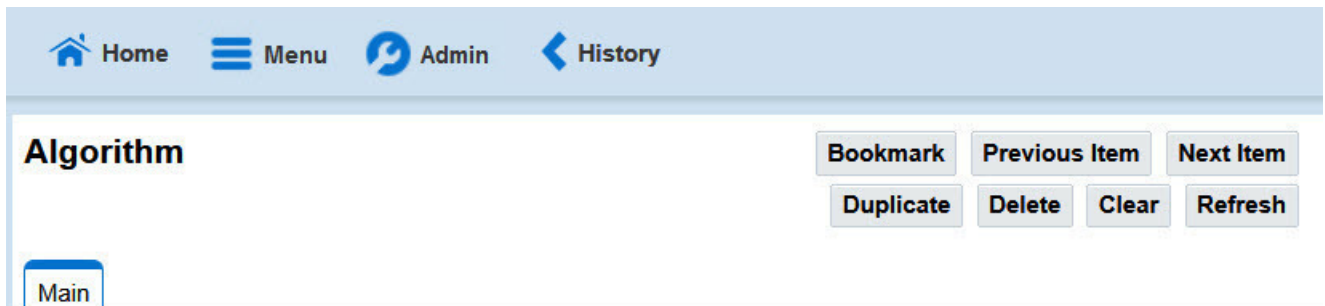 Home Menu Admin History
Algorithm Bookmark Previous Item Next Item
Duplicate Delete Clear Refresh
Main